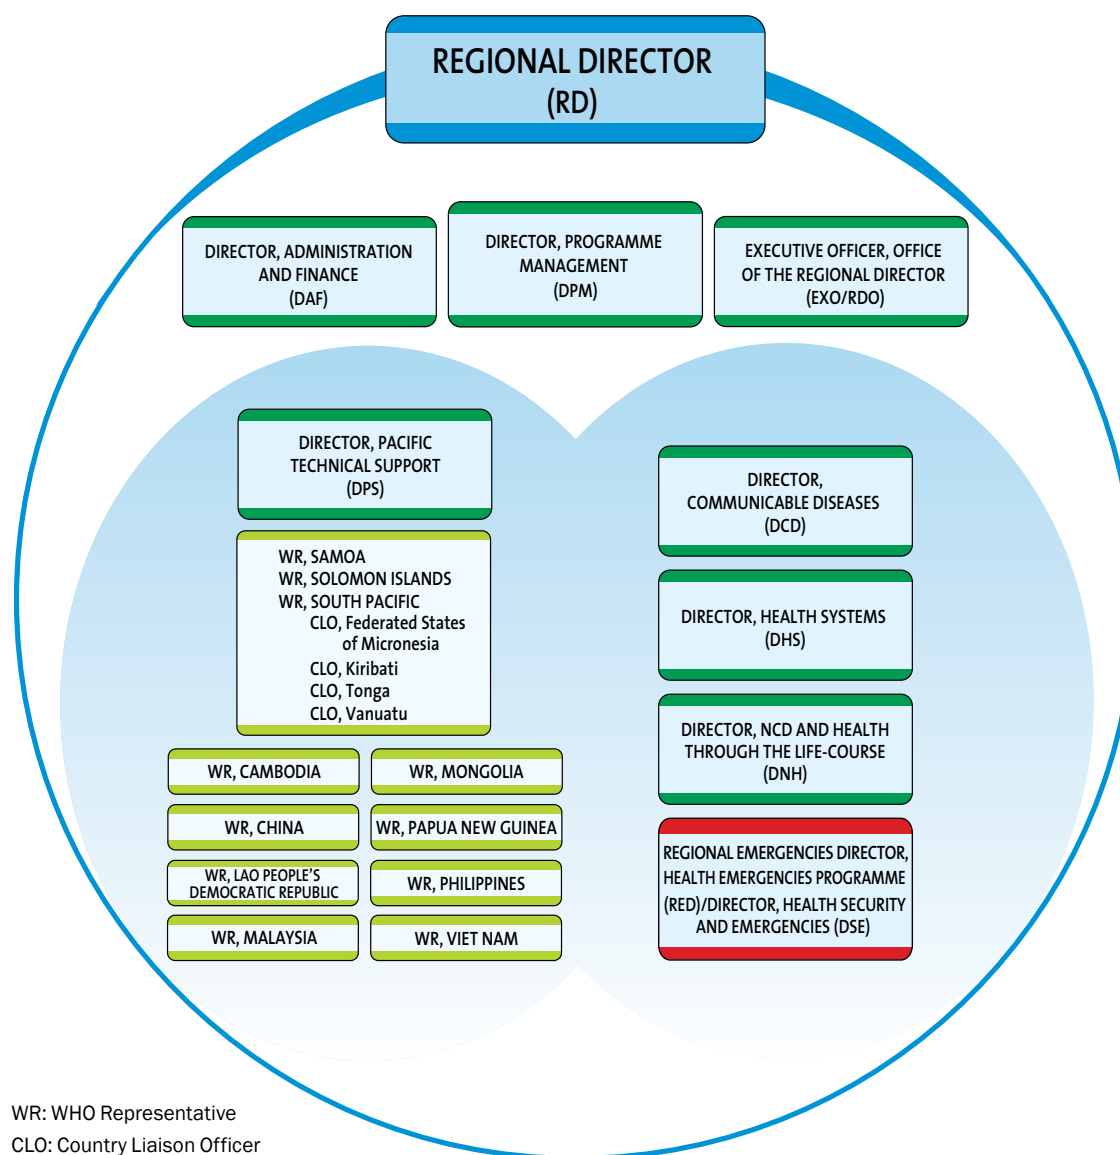 REGIONAL DIRECTOR
(RD)
DIRECTOR, ADMINISTRATION
AND FINANCE
(DAF)
DIRECTOR, PROGRAMME
MANAGEMENT
(DPM)
EXECUTIVE OFFICER, OFFICE
OF THE REGIONAL DIRECTOR
(EXO/RDO)
DIRECTOR, PACIFIC
TECHNICAL SUPPORT
(DPS)
WR, SAMOA
WR, SOLOMON ISLANDS
WR, SOUTH PACIFIC
CLO, Federated States
of Micronesia
CLO, Kiribati
CLO, Tonga
CLO, Vanuatu
WR, CAMBODIA
WR, MONGOLIA
WR, CHINA
WR, PAPUA NEW GUINEA
WR, LAO PEOPLE'S
DEMOCRATIC REPUBLIC
WR, PHILIPPINES
WR, MALAYSIA
WR, VIET NAM
DIRECTOR,
COMMUNICABLE DISEASES
(DCD)
DIRECTOR, HEALTH SYSTEMS
(DHS)
DIRECTOR, NCD AND HEALTH
THROUGH THE LIFE-COURSE
(DNH)
REGIONAL EMERGENCIES DIRECTOR,
HEALTH EMERGENCIES PROGRAMME
(RED)/DIRECTOR, HEALTH SECURITY
AND EMERGENCIES (DSE)
WR: WHO Representative
CLO: Country Liaison Officer